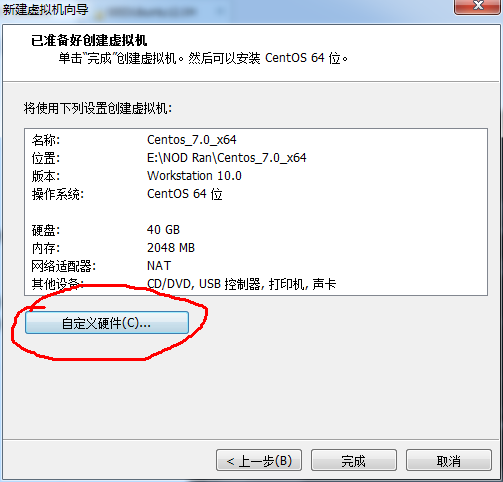 新建虚拟机向导
已准备好创建虚拟机
单击“完成”创建虚拟机。然后可以安装 CentOS 64 位。
将使用下列设置创建虚拟机:
名称: Centos_7.0_x64
位置: E:\NOD Ran\Centos_7.0_x64
版本: Workstation 10.0
操作系统: CentOS 64 位
硬盘: 40 GB
内存: 2048 MB
网络适配器: NAT
其他设备: CD/DVD, USB 控制器, 打印机, 声卡
自定义硬件(C)...
< 上一步(B) 完成 取消